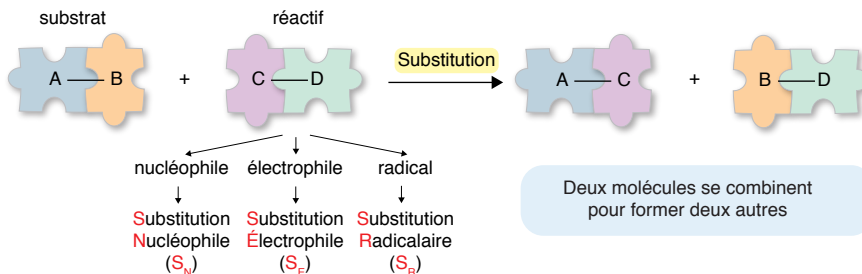 substrat réactif
A B + C D Substitution A C + B D
nucléophile électrophile radical
Substitution Substitution Substitution
Nucléophile Électrophile Radicalaire
(SN) (SE) (SR)
Deux molécules se combinent
pour former deux autres